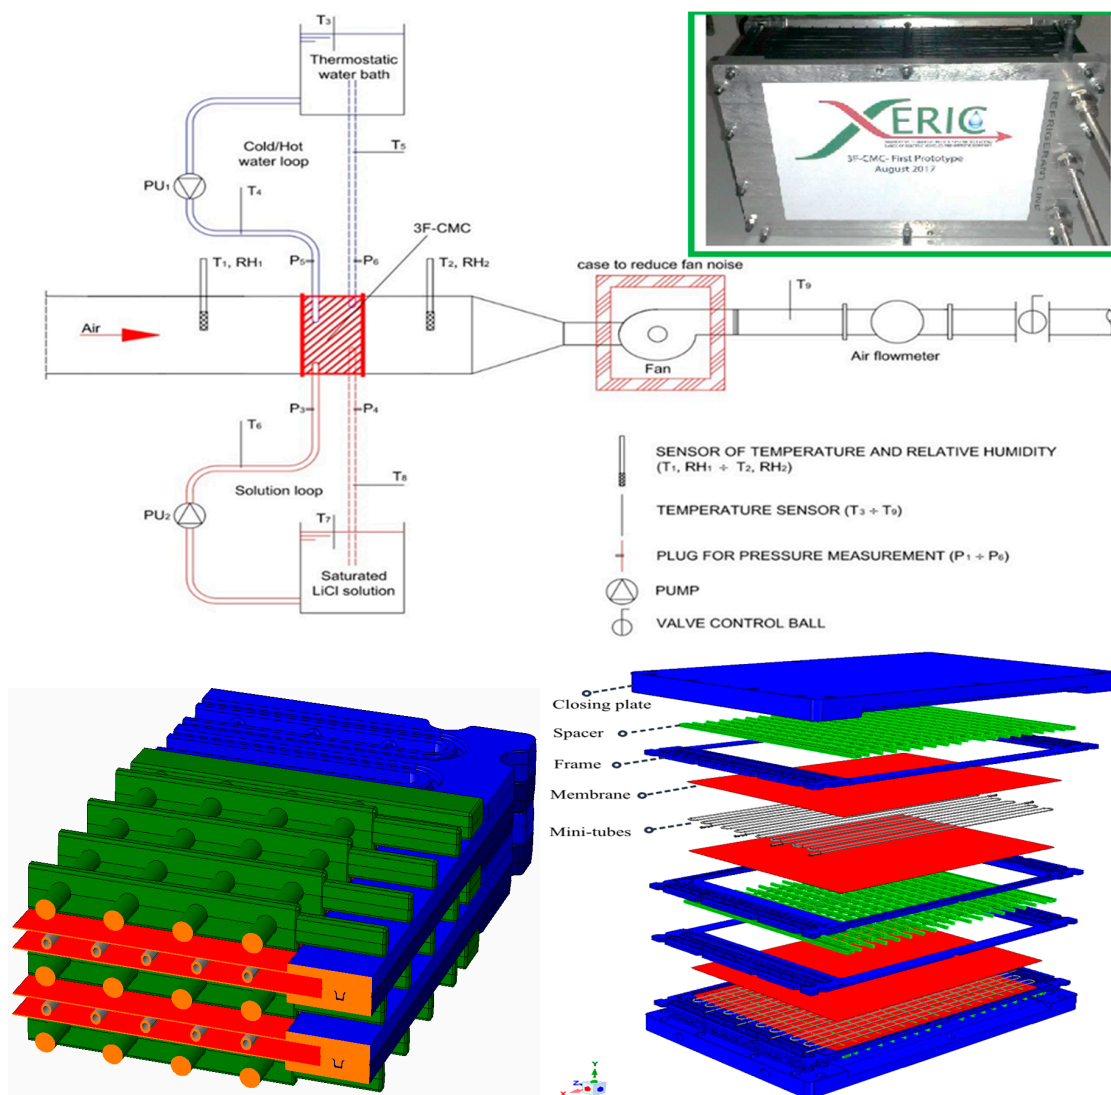 T3
Thermostatic
water bath
Cold/Hot
water loop
T5
PU1
T4
3F-CMC
T1, RH1
P5
P6
T2, RH2
Air
case to reduce fan noise
T9
Fan
Air flowmeter
P3
P4
T6
T8
Solution loop
PU2
T7
Saturated
LiCl solution
XERIC
3F-CMC- First Prototype
August 2017
REFRIGERANT LINE
SENSOR OF TEMPERATURE AND RELATIVE HUMIDITY
(T1, RH1 ÷ T2, RH2)
TEMPERATURE SENSOR (T3 ÷ T9)
PLUG FOR PRESSURE MEASUREMENT (P1 ÷ P6)
PUMP
VALVE CONTROL BALL
Closing plate
Spacer
Frame
Membrane
Mini-tubes
Y
Z
X